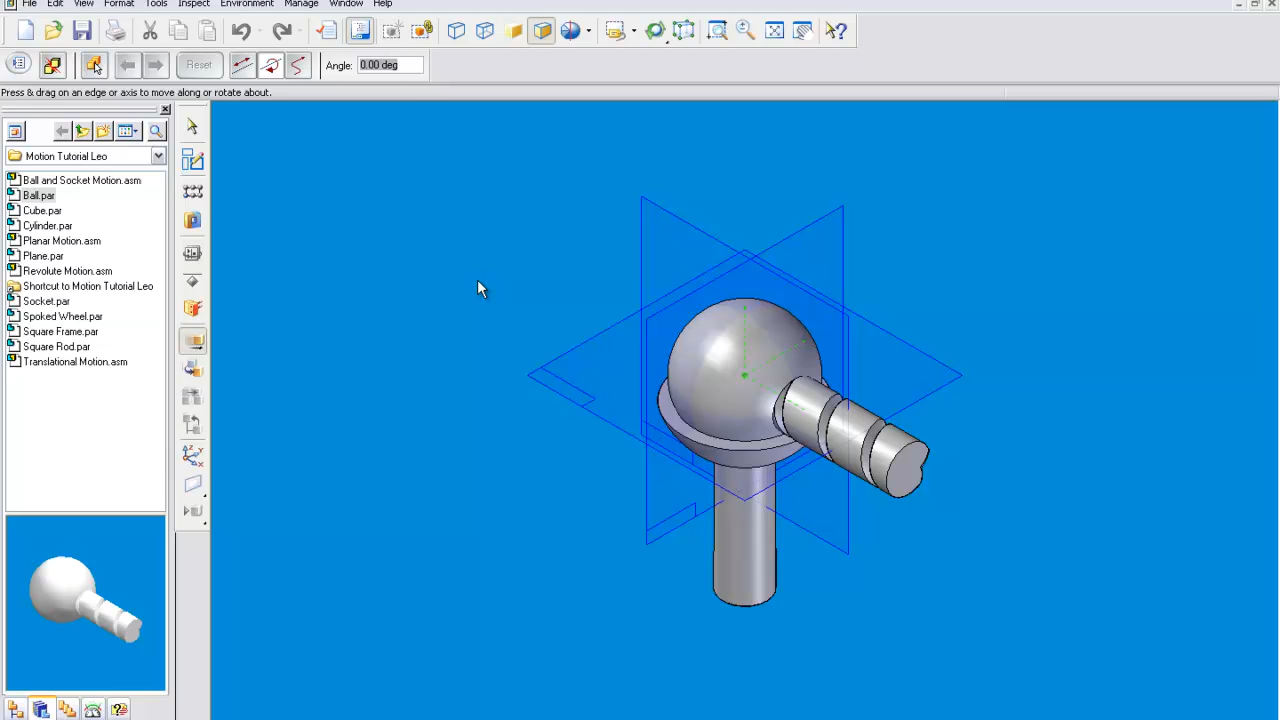 File Edit View Format Tools Inspect Environment Manage Window Help
Reset Angle: 0.00 deg
Press & drag on an edge or axis to move along or rotate about.
Motion Tutorial Leo
Ball and Socket Motion.asm
Ball.par
Cube.par
Cylinder.par
Planar Motion.asm
Plane.par
Revolute Motion.asm
Shortcut to Motion Tutorial Leo
Socket.par
Spoked Wheel.par
Square Frame.par
Square Rod.par
Translational Motion.asm